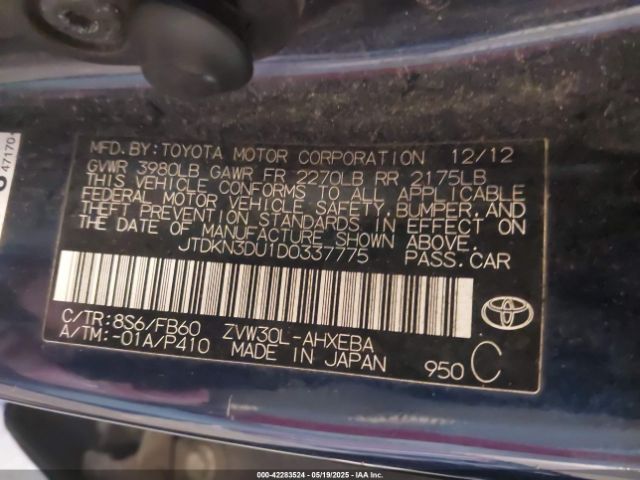 47170
MFD. BY: TOYOTA MOTOR CORPORATION 12/12
GVWR 3980LB GAWR FR 2270LB RR 2175LB
THIS VEHICLE CONFORMS TO ALL APPLICABLE
FEDERAL MOTOR VEHICLE SAFETY, BUMPER, AND
THEFT PREVENTION STANDARDS IN EFFECT ON
THE DATE OF MANUFACTURE SHOWN ABOVE.
JTDKN3DU1D0337775 PASS. CAR
C/TR: 8S6/FB60 ZVW30L-AHXEBA
A/TM: -01A/P410 MADE IN JAPAN 950 C
000-42283524 - 05/19/2025 - Copyright IAA, Inc.